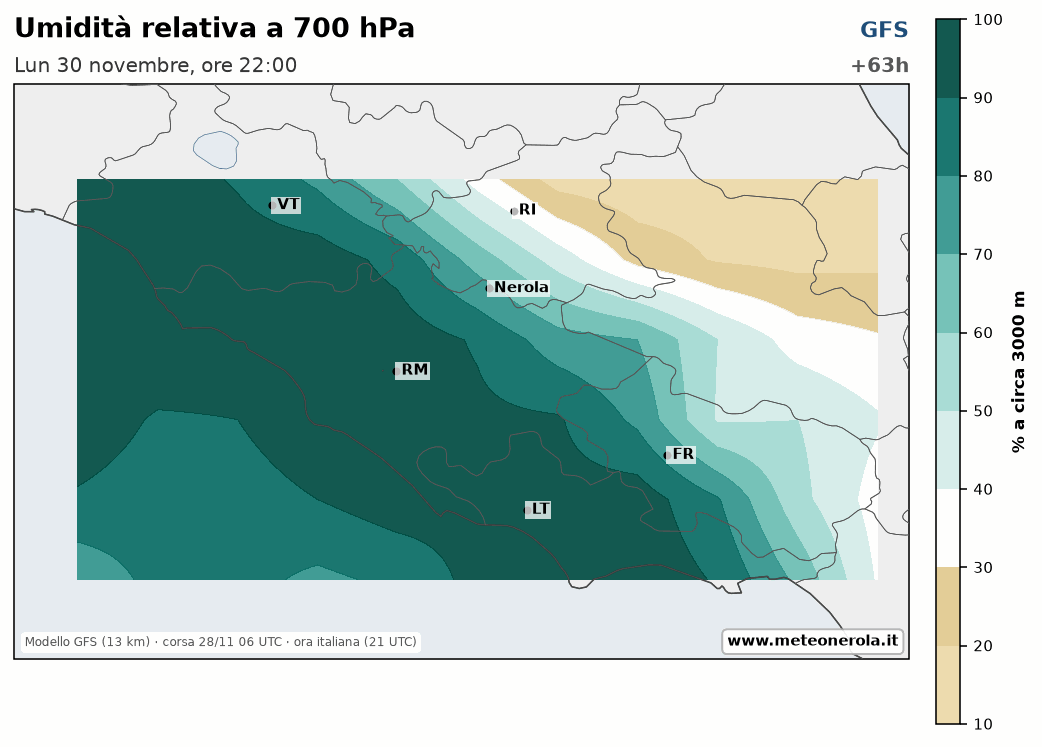 Umidità relativa a 700 hPa
GFS
Lun 30 novembre, ore 22:00
+63h
VT
RI
Nerola
RM
FR
LT
Modello GFS (13 km) · corsa 28/11 06 UTC · ora italiana (21 UTC)
www.meteonerola.it
100
90
80
70
60
50
40
30
20
10
% a circa 3000 m